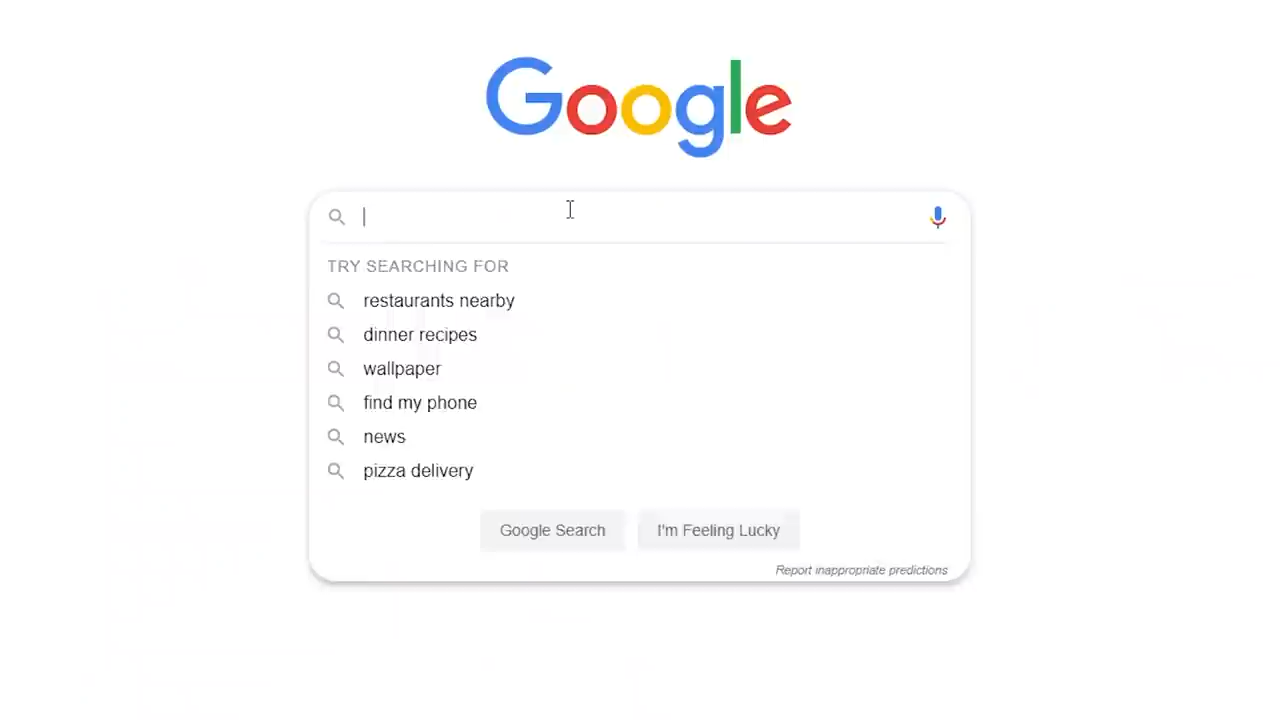 Google
TRY SEARCHING FOR
restaurants nearby
dinner recipes
wallpaper
find my phone
news
pizza delivery
Google Search
I'm Feeling Lucky
Report inappropriate predictions